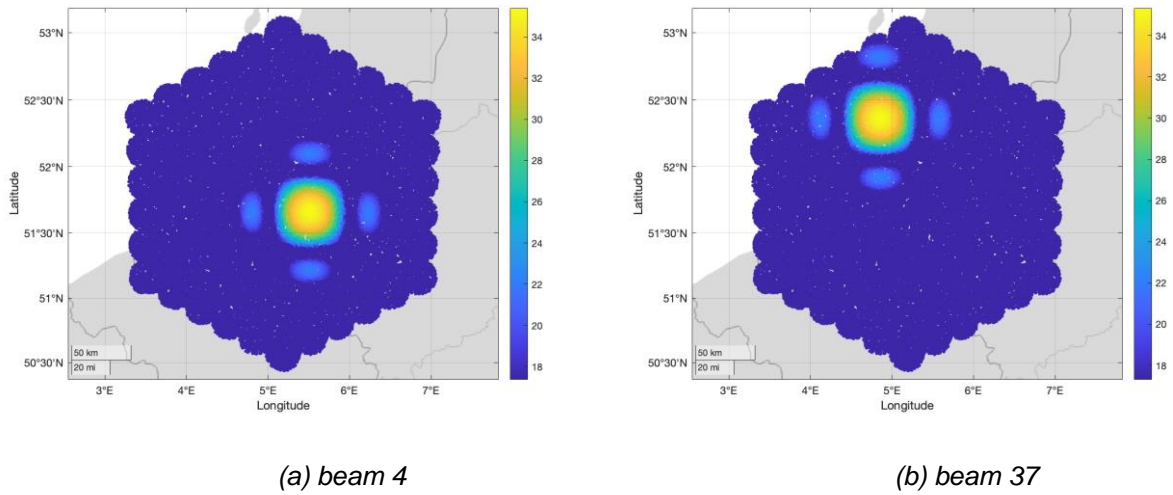 53°N
52°30'N
52°N
51°30'N
51°N
50°30'N
Latitude
50 km
20 mi
3°E 4°E 5°E 6°E 7°E
Longitude
34
32
30
28
26
24
22
20
18
53°N
52°30'N
52°N
51°30'N
51°N
50°30'N
Latitude
50 km
20 mi
3°E 4°E 5°E 6°E 7°E
Longitude
34
32
30
28
26
24
22
20
18
(a) beam 4 (b) beam 37